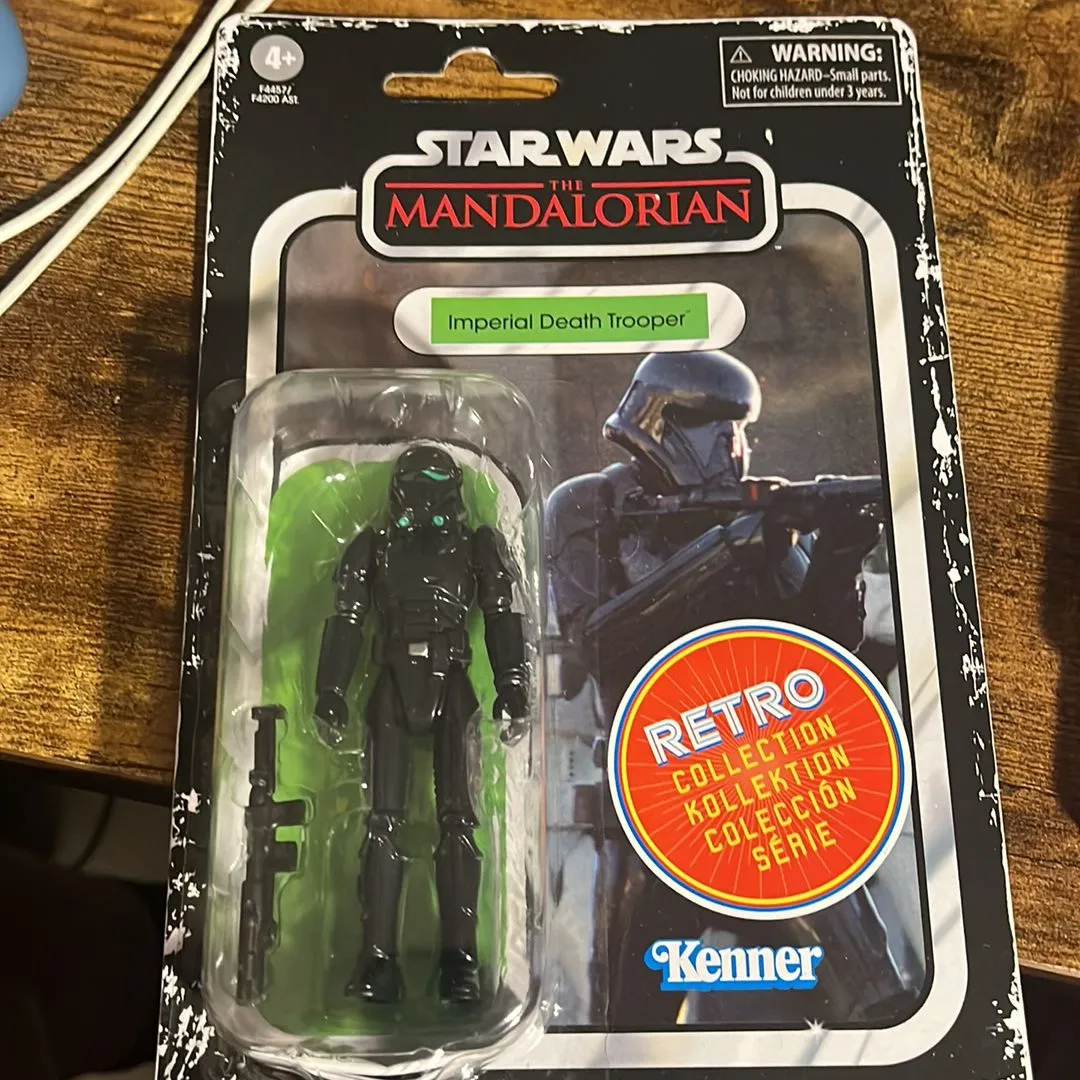 4+
F4457/
F4200 AST.
WARNING:
CHOKING HAZARD–Small parts.
Not for children under 3 years.
STAR WARS
THE
MANDALORIAN
Imperial Death Trooper™
RETRO
COLLECTION
KOLLEKTION
COLECCIÓN
SÉRIE
Kenner